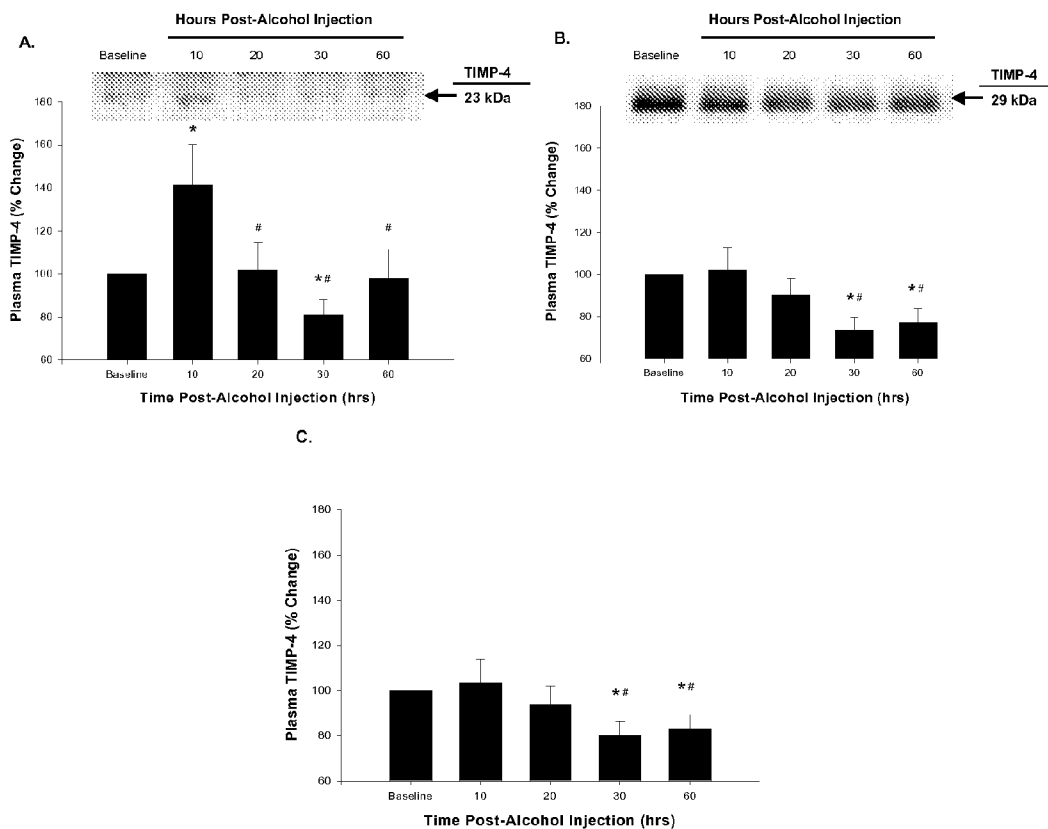 A.
Hours Post-Alcohol Injection
Baseline 10 20 30 60
TIMP-4
23 kDa
Plasma TIMP-4 (% Change)
180
160
140
120
100
80
60
*
#
*#
#
Baseline 10 20 30 60
Time Post-Alcohol Injection (hrs)
B.
Hours Post-Alcohol Injection
Baseline 10 20 30 60
TIMP-4
29 kDa
Plasma TIMP-4 (% Change)
180
160
140
120
100
80
60
*#
*#
Baseline 10 20 30 60
Time Post-Alcohol Injection (hrs)
C.
Plasma TIMP-4 (% Change)
180
160
140
120
100
80
60
*#
*#
Baseline 10 20 30 60
Time Post-Alcohol Injection (hrs)